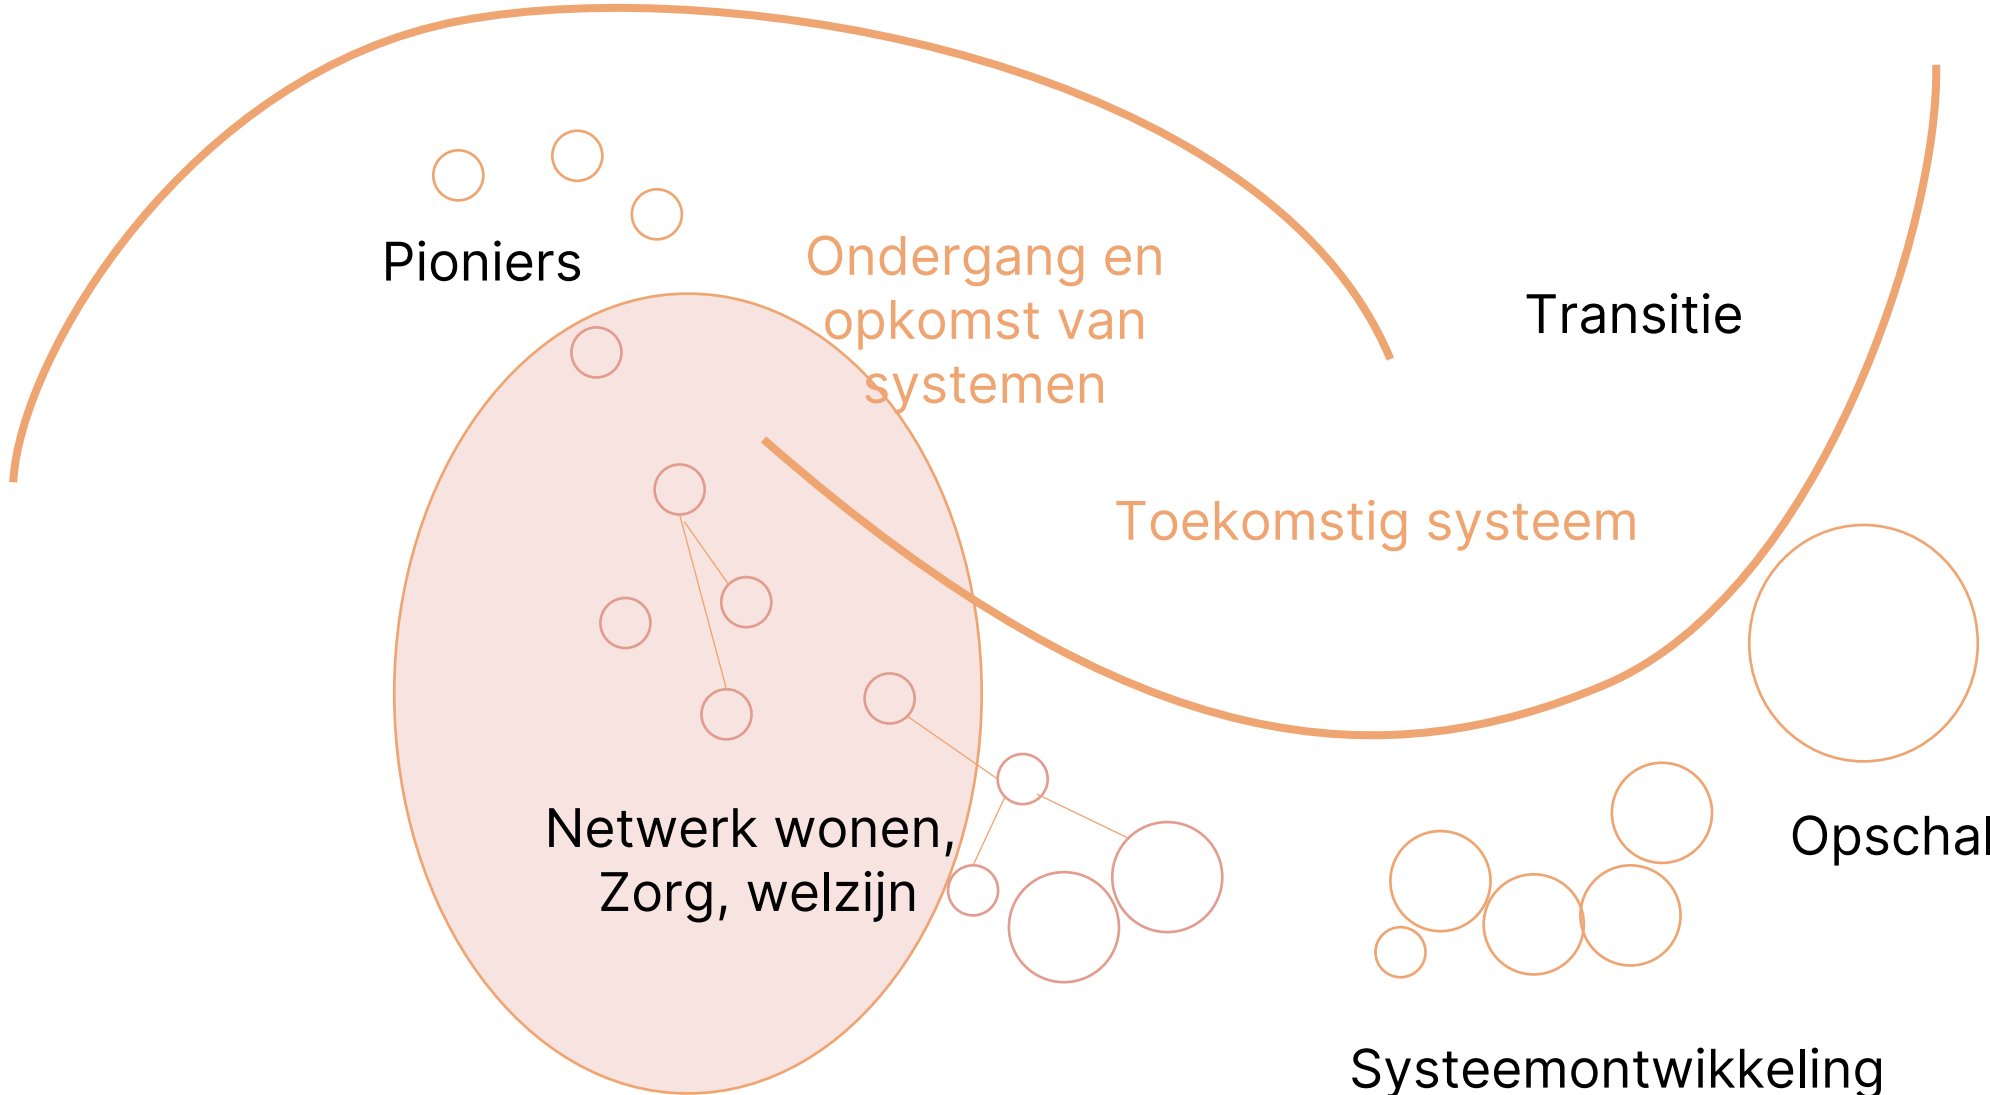 Pioniers
Ondergang en
opkomst van
systemen
Transitie
Toekomstig systeem
Netwerk wonen,
Zorg, welzijn
Opschal
Systeemontwikkeling